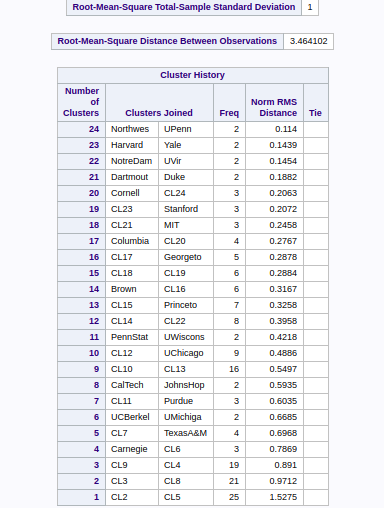 Root-Mean-Square Total-Sample Standard Deviation 1
Root-Mean-Square Distance Between Observations 3.464102
Cluster History
Number of Clusters Clusters Joined Freq Norm RMS Distance Tie
24 Northwes UPenn 2 0.114
23 Harvard Yale 2 0.1439
22 NotreDam UVir 2 0.1454
21 Dartmout Duke 2 0.1882
20 Cornell CL24 3 0.2063
19 CL23 Stanford 3 0.2072
18 CL21 MIT 3 0.2458
17 Columbia CL20 4 0.2767
16 CL17 Georgeto 5 0.2878
15 CL18 CL19 6 0.2884
14 Brown CL16 6 0.3167
13 CL15 Princeto 7 0.3258
12 CL14 CL22 8 0.3958
11 PennStat UWiscons 2 0.4218
10 CL12 UChicago 9 0.4886
9 CL10 CL13 16 0.5497
8 CalTech JohnsHop 2 0.5935
7 CL11 Purdue 3 0.6035
6 UCBerkel UMichiga 2 0.6685
5 CL7 TexasA&M 4 0.6968
4 Carnegie CL6 3 0.7869
3 CL9 CL4 19 0.891
2 CL3 CL8 21 0.9712
1 CL2 CL5 25 1.5275